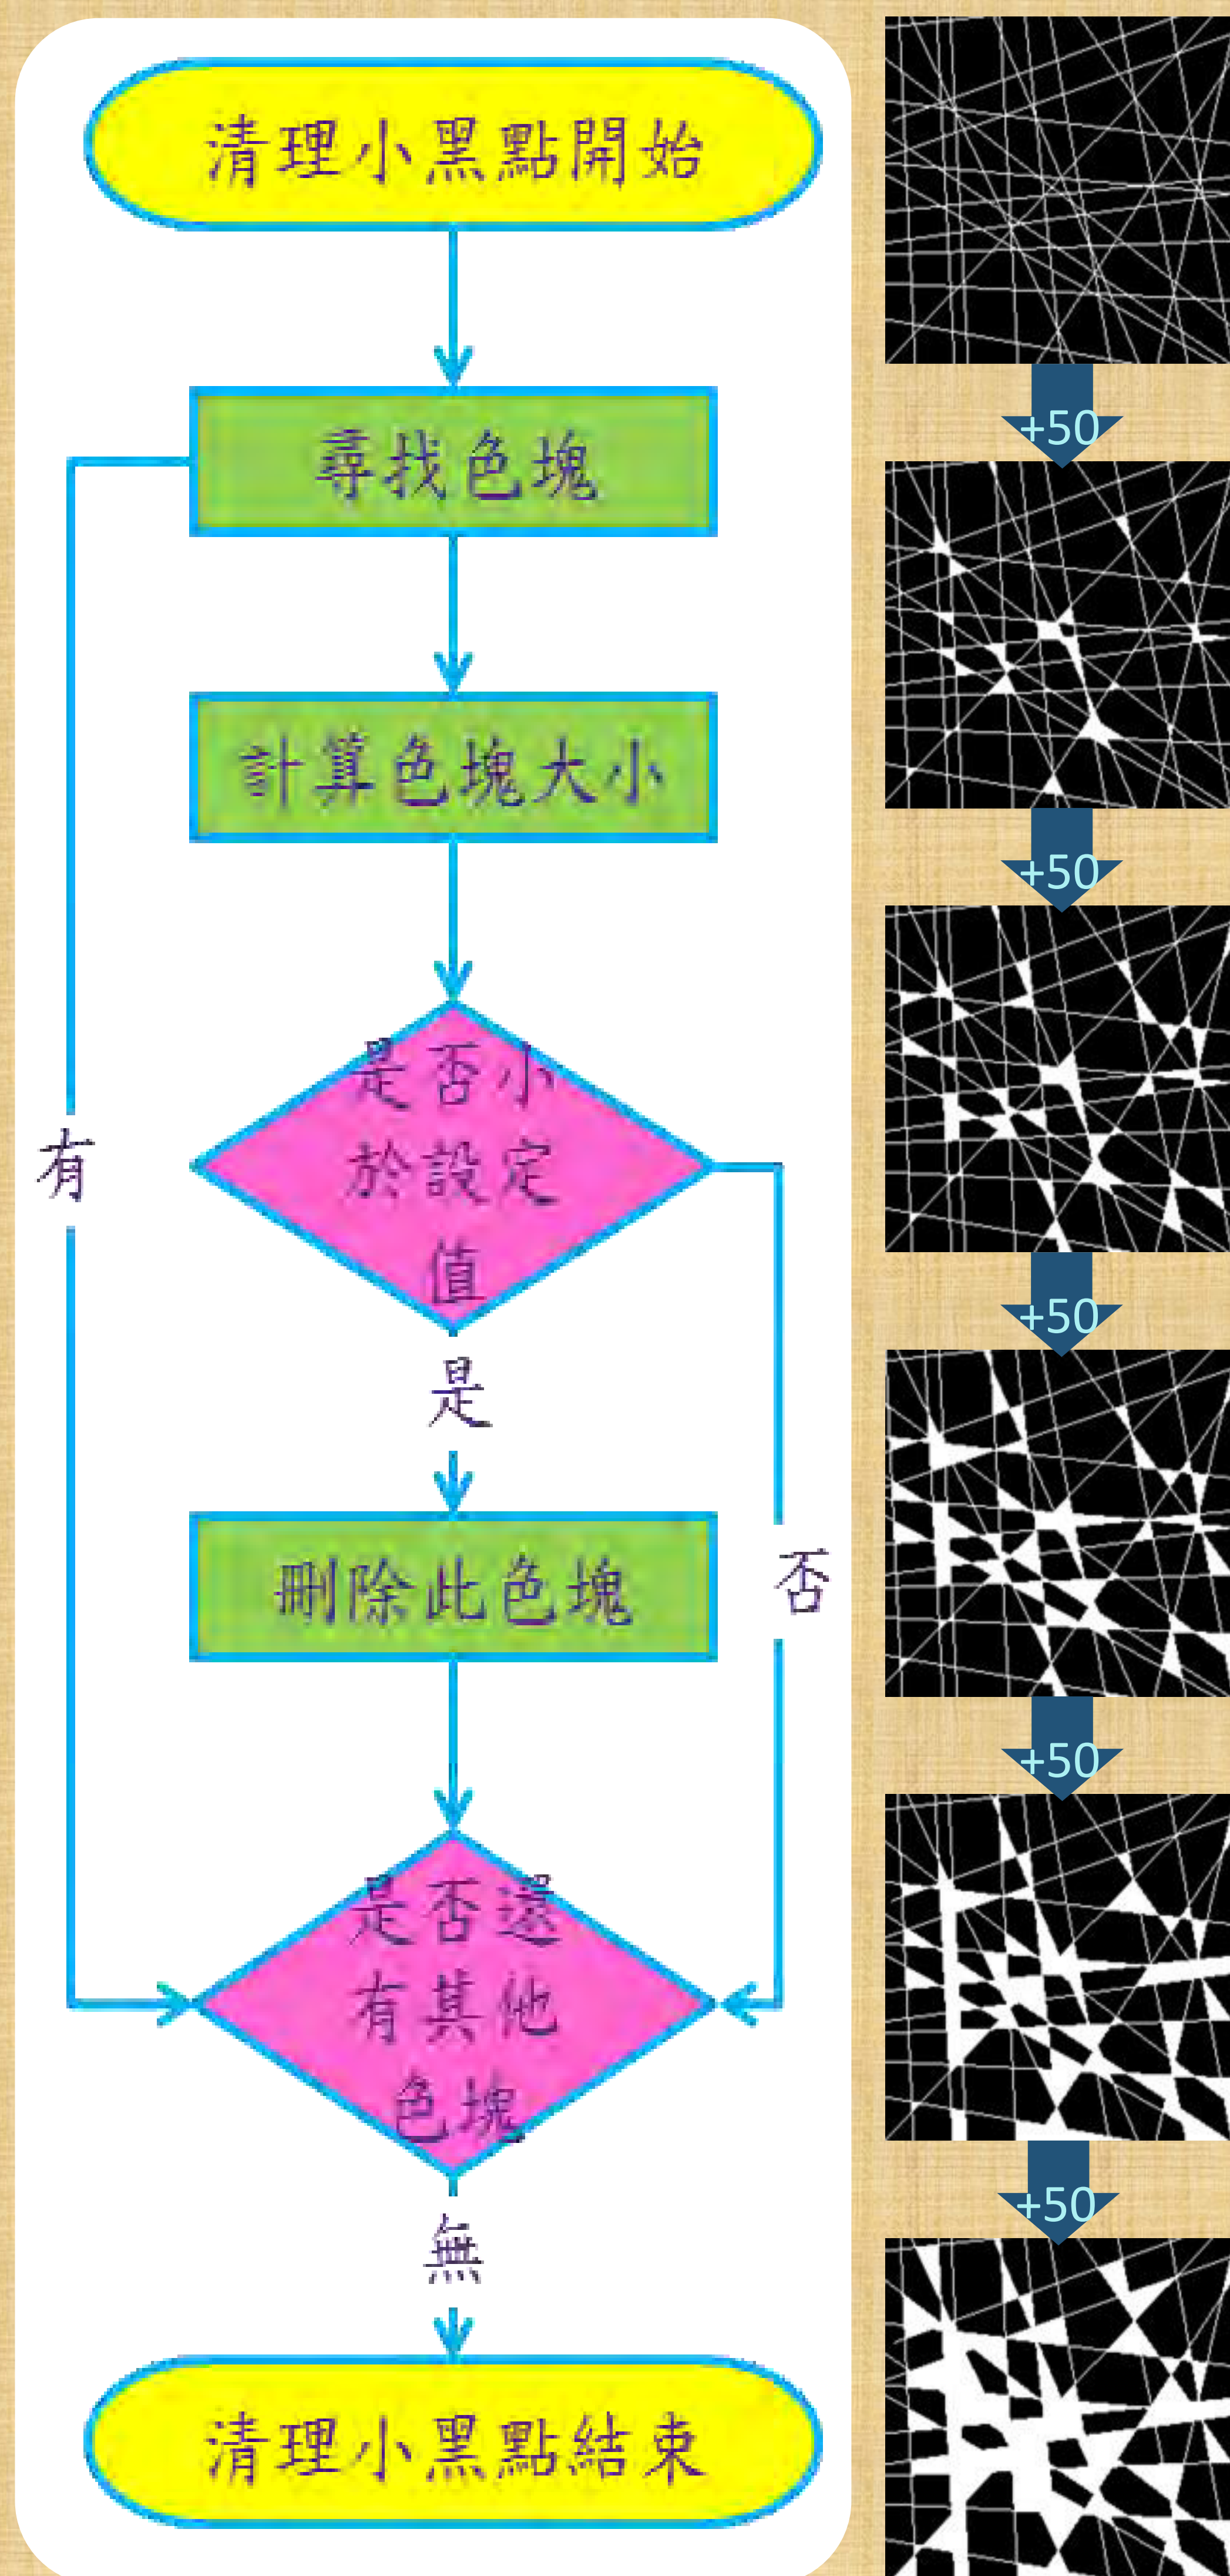 清理小黑點開始
尋找色塊
計算色塊大小
是否小
於設定
值
有
是
刪除此色塊
否
是否還
有其他
色塊
無
清理小黑點結束
+50
+50
+50
+50
+50